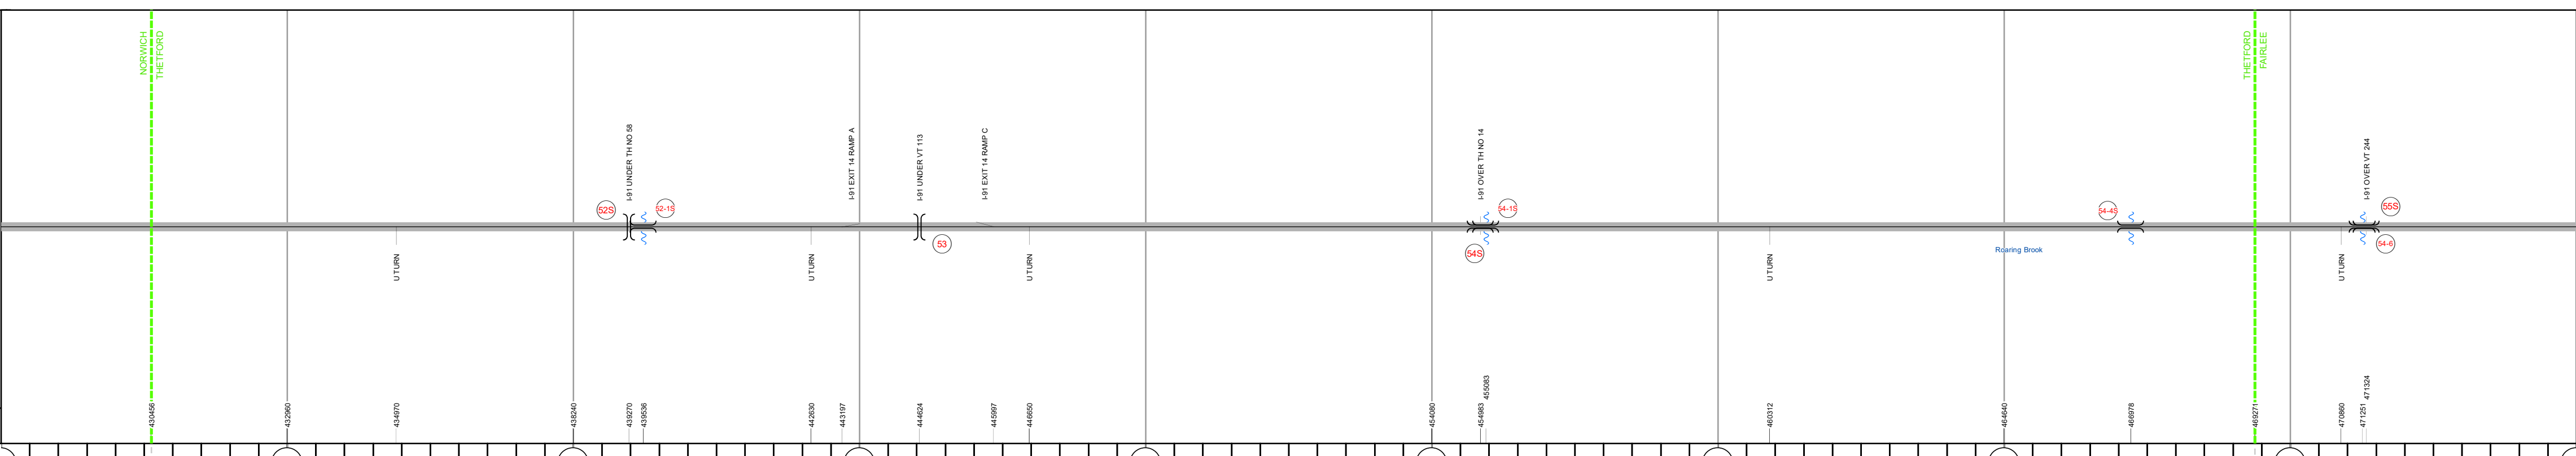 NORWICH
THETFORD
THETFORD
FAIRLEE
I-91 UNDER TH NO 58
I-91 EXIT 14 RAMP A
I-91 UNDER VT 113
I-91 EXIT 14 RAMP C
I-91 OVER TH NO 14
I-91 OVER VT 244
52S
52-1S
53
54S
54-1S
54-4S
55S
54-6
Roaring Brook
U TURN
U TURN
U TURN
U TURN
U TURN
430456
432960
434970
438240
439270
439536
442630
443197
444624
445997
446650
454080
454983
455083
460312
464640
466978
469271
470860
471251
471324